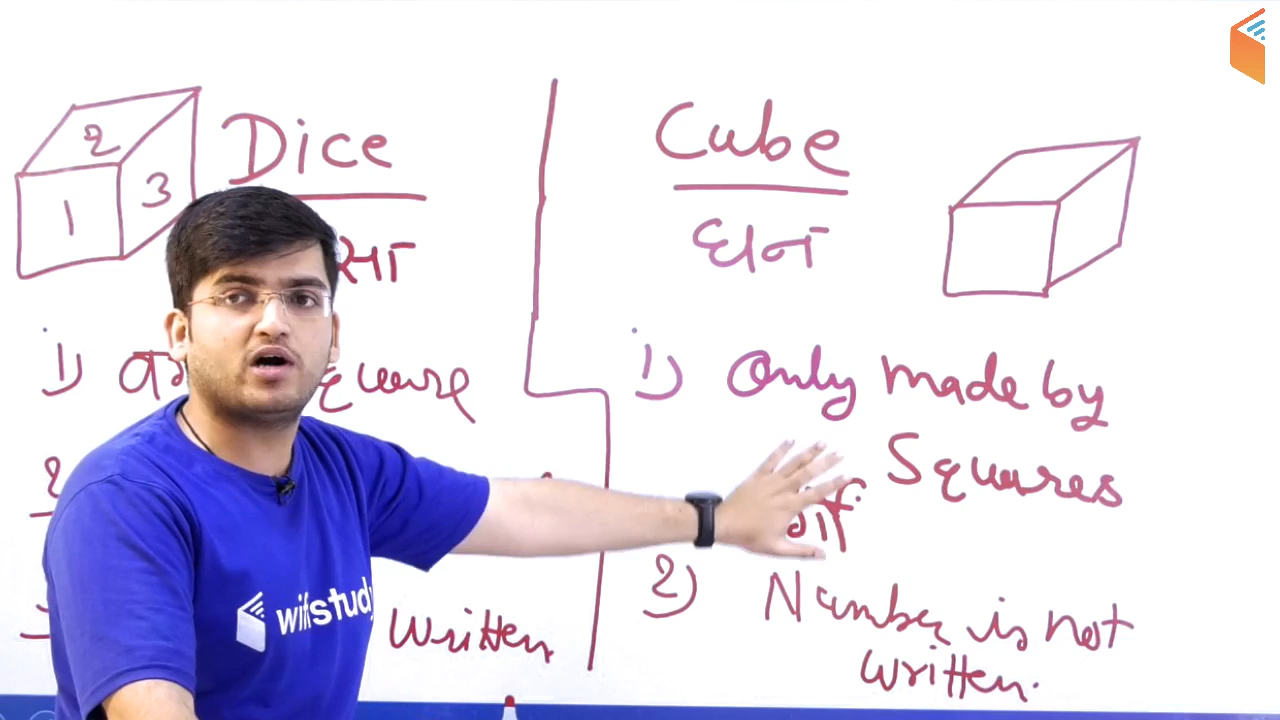 2
1
3
Dice
1)
square
2
written
Cube
घन
1) Only made by
Squares
2) Number is not
written.
wifistudy